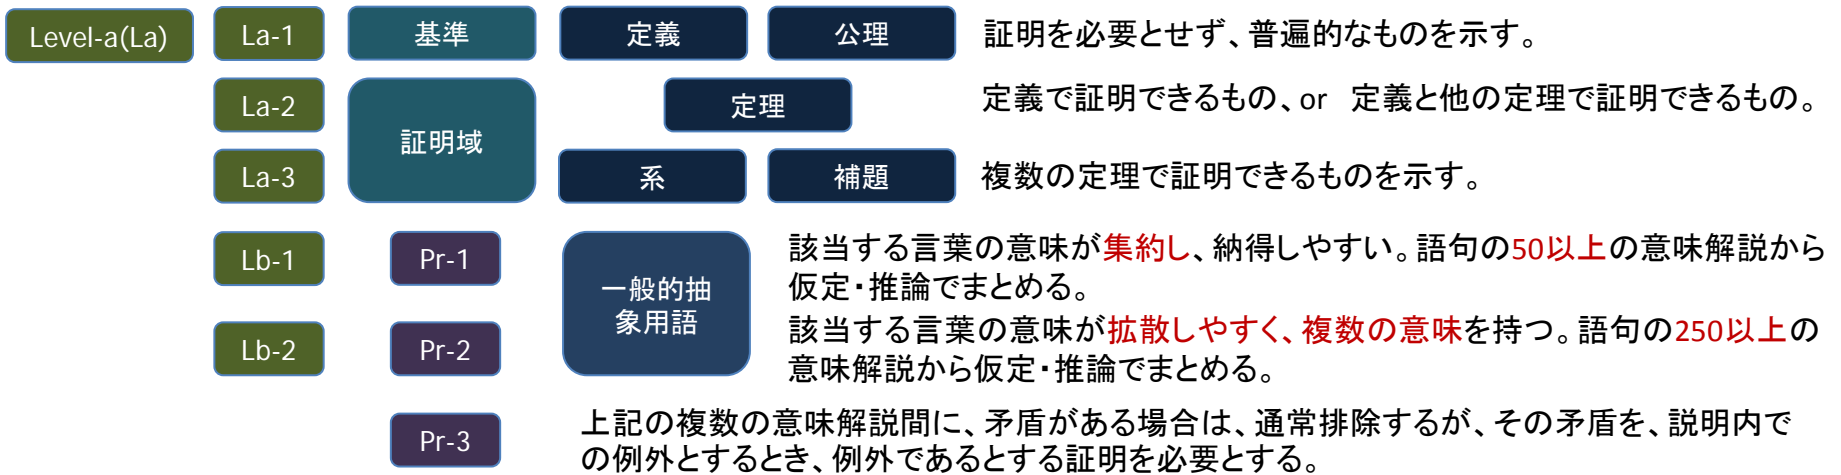 Level-a(La) La-1 基準 定義 公理 証明を必要とせず、普遍的なものを示す。
La-2 定理 定義で証明できるもの、or 定義と他の定理で証明できるもの。
証明域
La-3 系 補題 複数の定理で証明できるものを示す。
Lb-1 Pr-1 該当する言葉の意味が集約し、納得しやすい。語句の50以上の意味解説から
仮定・推論でまとめる。
一般的抽
象用語
Lb-2 Pr-2 該当する言葉の意味が拡散しやすく、複数の意味を持つ。語句の250以上の
意味解説から仮定・推論でまとめる。
Pr-3 上記の複数の意味解説間に、矛盾がある場合は、通常排除するが、その矛盾を、説明内で
の例外とするとき、例外であるとする証明を必要とする。